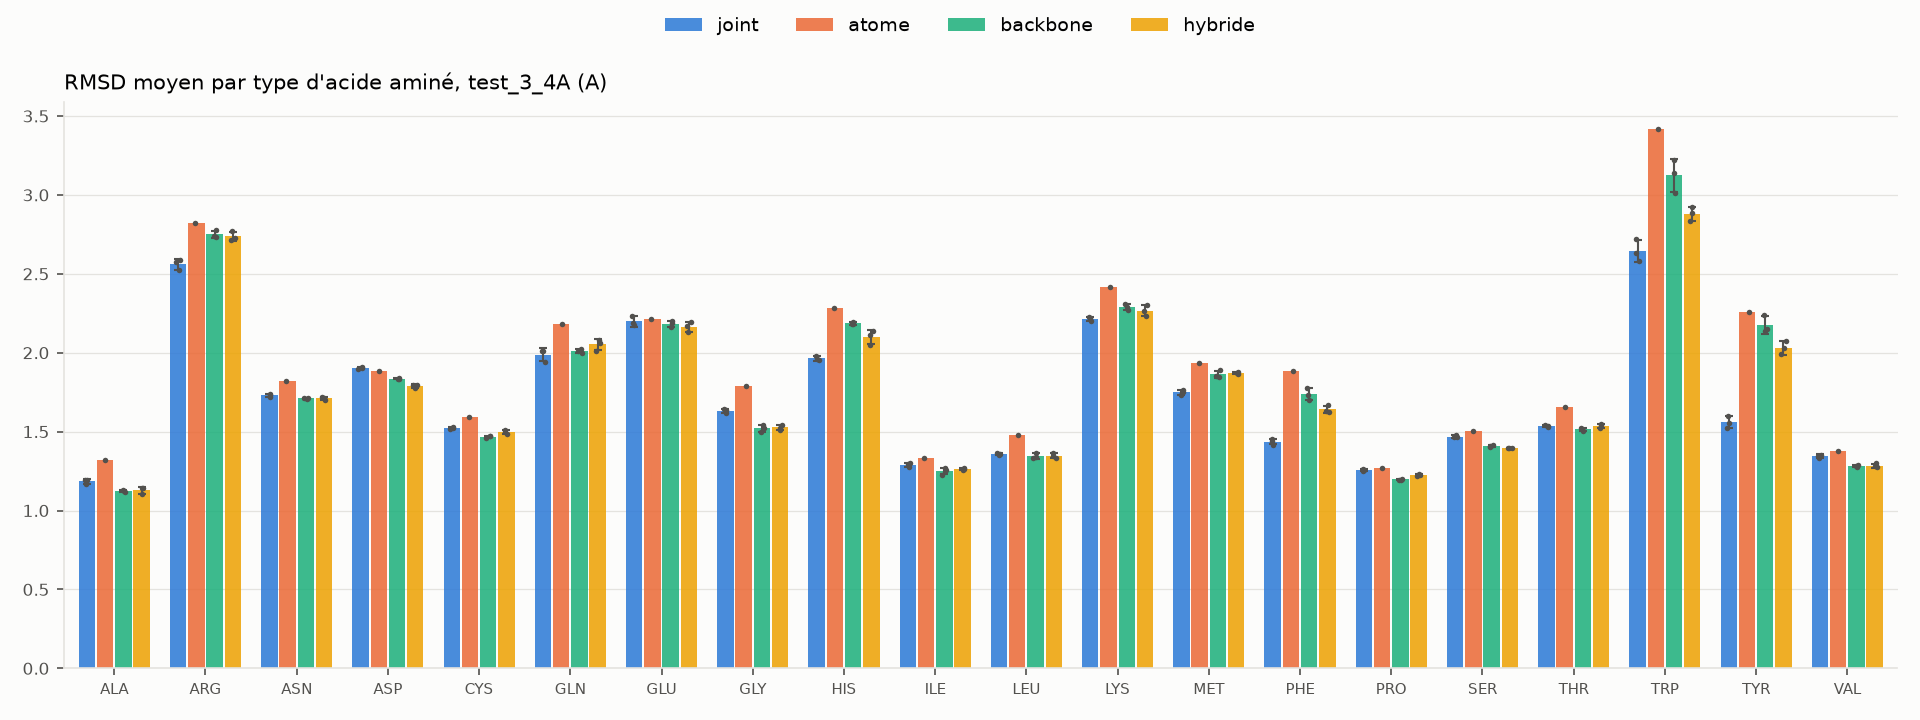 joint atome backbone hybride
RMSD moyen par type d'acide aminé, test_3_4A (A)
3.5
3.0
2.5
2.0
1.5
1.0
0.5
0.0
ALA ARG ASN ASP CYS GLN GLU GLY HIS ILE LEU LYS MET PHE PRO SER THR TRP TYR VAL